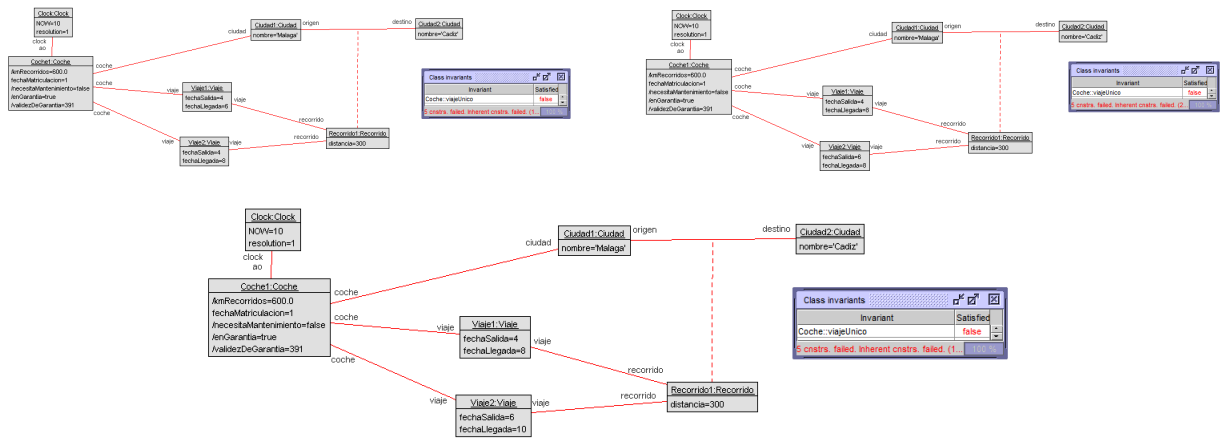 Clock:Clock
NOW=10
resolution=1
clock
ao
Coche1:Coche
/kmRecorridos=600.0
fechaMatriculacion=1
/necesitaMantenimiento=false
/enGarantia=true
/validezDeGarantia=391
coche
coche
coche
ciudad
Ciudad1:Ciudad
nombre='Malaga'
origen
destino
Ciudad2:Ciudad
nombre='Cadiz'
viaje
Viaje1:Viaje
fechaSalida=4
fechaLlegada=6
viaje
recorrido
viaje
Viaje2:Viaje
fechaSalida=4
fechaLlegada=8
viaje
recorrido
Recorrido1:Recorrido
distancia=300
Class invariants
Invariant Satisfied
Coche::viajeUnico false
5 cnstrs. failed. Inherent cnstrs. failed. (1... 100 %
Clock:Clock
NOW=10
resolution=1
clock
ao
Coche1:Coche
/kmRecorridos=600.0
fechaMatriculacion=1
/necesitaMantenimiento=false
/enGarantia=true
/validezDeGarantia=391
coche
coche
coche
ciudad
Ciudad1:Ciudad
nombre='Malaga'
origen
destino
Ciudad2:Ciudad
nombre='Cadiz'
viaje
Viaje1:Viaje
fechaSalida=4
fechaLlegada=8
viaje
recorrido
viaje
Viaje2:Viaje
fechaSalida=6
fechaLlegada=8
viaje
recorrido
Recorrido1:Recorrido
distancia=300
Class invariants
Invariant Satisfied
Coche::viajeUnico false
5 cnstrs. failed. Inherent cnstrs. failed. (2... 100 %
Clock:Clock
NOW=10
resolution=1
clock
ao
Coche1:Coche
/kmRecorridos=600.0
fechaMatriculacion=1
/necesitaMantenimiento=false
/enGarantia=true
/validezDeGarantia=391
coche
coche
coche
ciudad
Ciudad1:Ciudad
nombre='Malaga'
origen
destino
Ciudad2:Ciudad
nombre='Cadiz'
viaje
Viaje1:Viaje
fechaSalida=4
fechaLlegada=8
viaje
recorrido
viaje
Viaje2:Viaje
fechaSalida=6
fechaLlegada=10
viaje
recorrido
Recorrido1:Recorrido
distancia=300
Class invariants
Invariant Satisfied
Coche::viajeUnico false
5 cnstrs. failed. Inherent cnstrs. failed. (1... 100 %